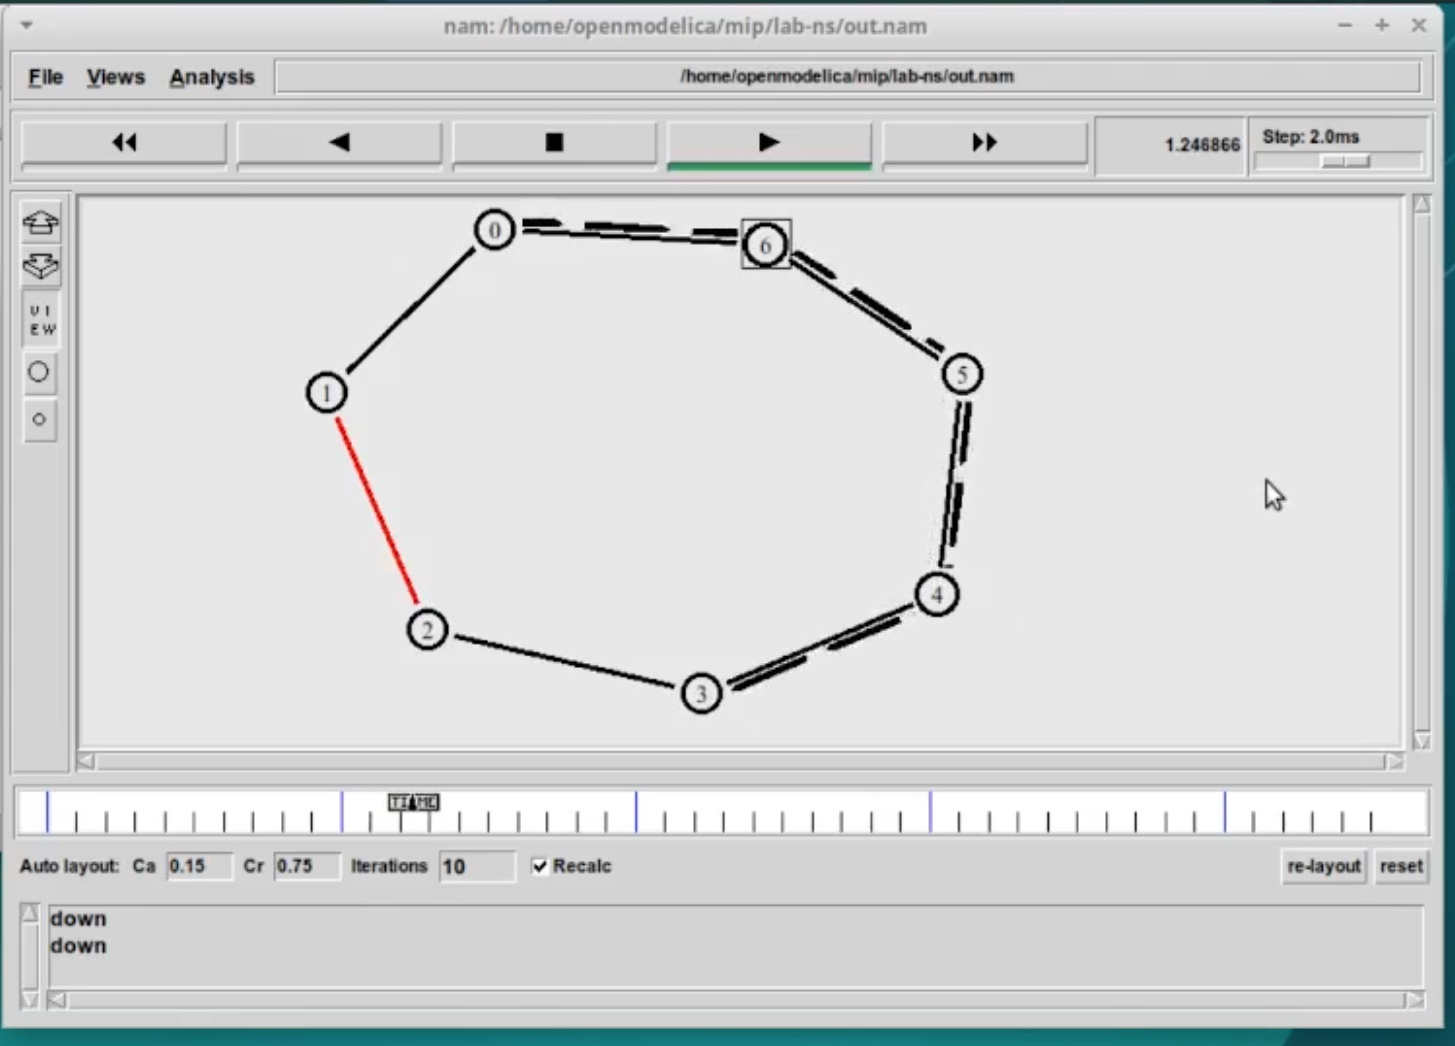 nam: /home/openmodelica/mip/lab-ns/out.nam
File Views Analysis /home/openmodelica/mip/lab-ns/out.nam
1.246866 Step: 2.0ms
0
6
VI
EW
5
1
4
2
3
TIME
Auto layout: Ca 0.15 Cr 0.75 Iterations 10 Recalc re-layout reset
down
down